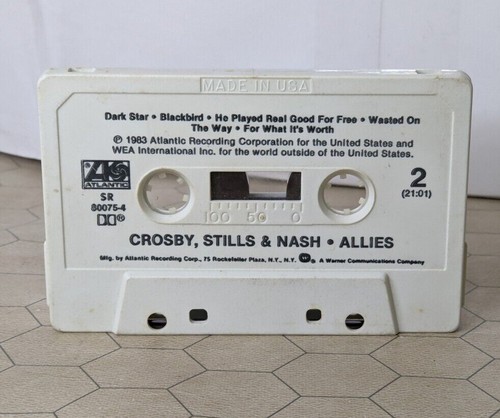 MADE IN USA
Dark Star • Blackbird • He Played Real Good For Free • Wasted On
The Way • For What It's Worth
℗ 1983 Atlantic Recording Corporation for the United States and
WEA International Inc. for the world outside of the United States.
ATLANTIC
SR
80075-4
2
(21:01)
100 50 0
CROSBY, STILLS & NASH • ALLIES
Mfg. by Atlantic Recording Corp., 75 Rockefeller Plaza, N.Y., N.Y. A Warner Communications Company